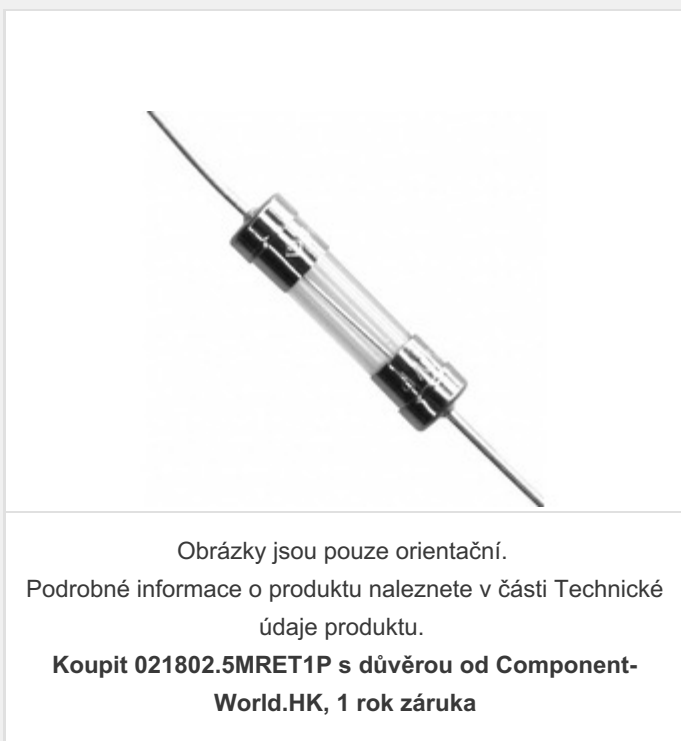 Obrázky jsou pouze orientační.
Podrobné informace o produktu naleznete v části Technické
údaje produktu.
Koupit 021802.5MRET1P s důvěrou od Component-
World.HK, 1 rok záruka